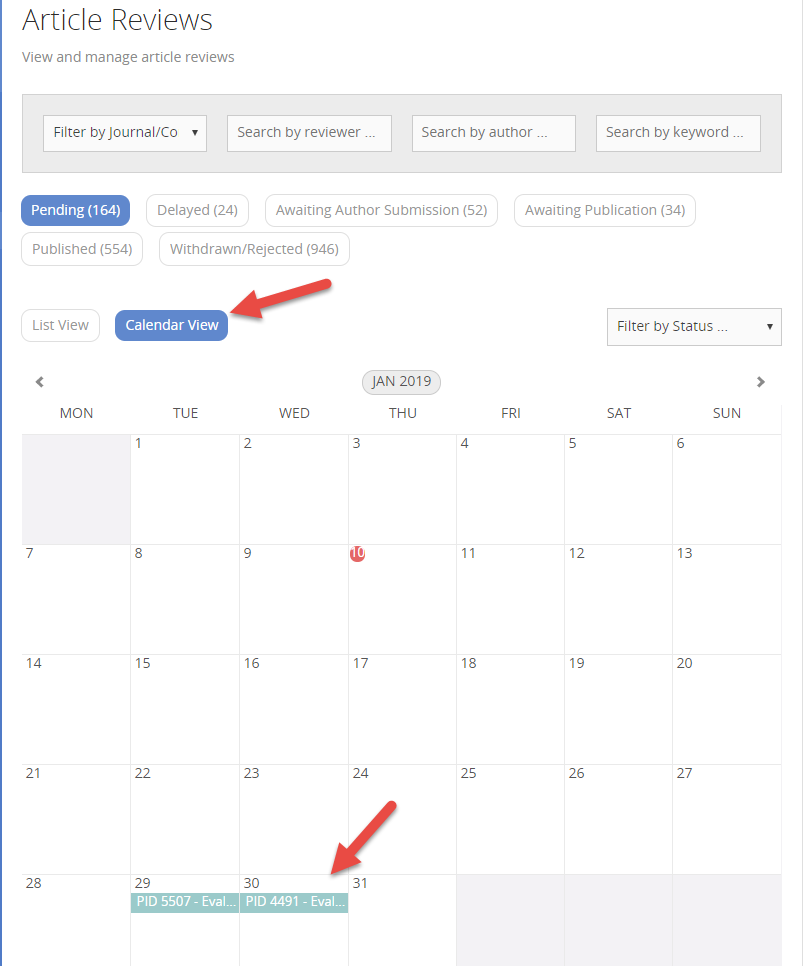 Article Reviews
View and manage article reviews
Filter by Journal/Co Search by reviewer ... Search by author ... Search by keyword ...
Pending (164) Delayed (24) Awaiting Author Submission (52) Awaiting Publication (34)
Published (554) Withdrawn/Rejected (946)
List View Calendar View Filter by Status ...
JAN 2019
MON TUE WED THU FRI SAT SUN
1 2 3 4 5 6
7 8 9 10 11 12 13
14 15 16 17 18 19 20
21 22 23 24 25 26 27
28 29 30 31
PID 5507 - Eval... PID 4491 - Eval...